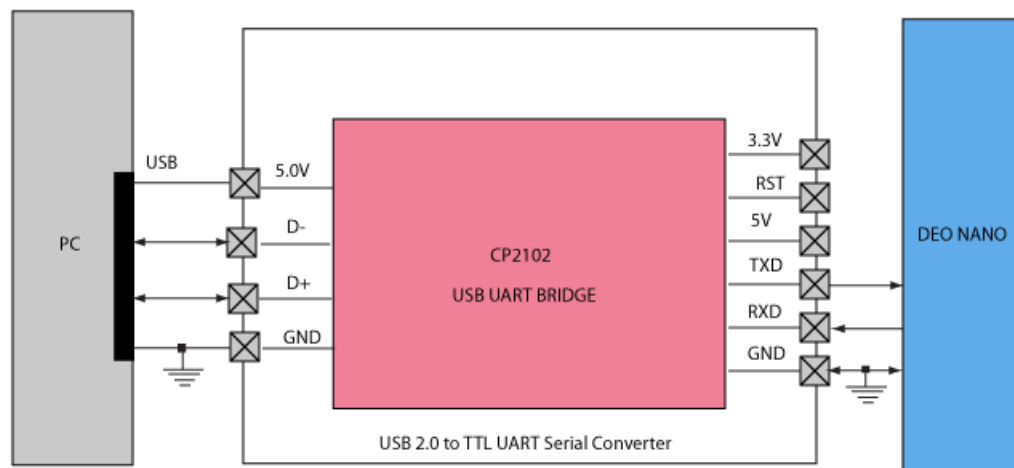 PC
USB
5.0V
D-
D+
GND
CP2102
USB UART BRIDGE
3.3V
RST
5V
TXD
RXD
GND
DEO NANO
USB 2.0 to TTL UART Serial Converter